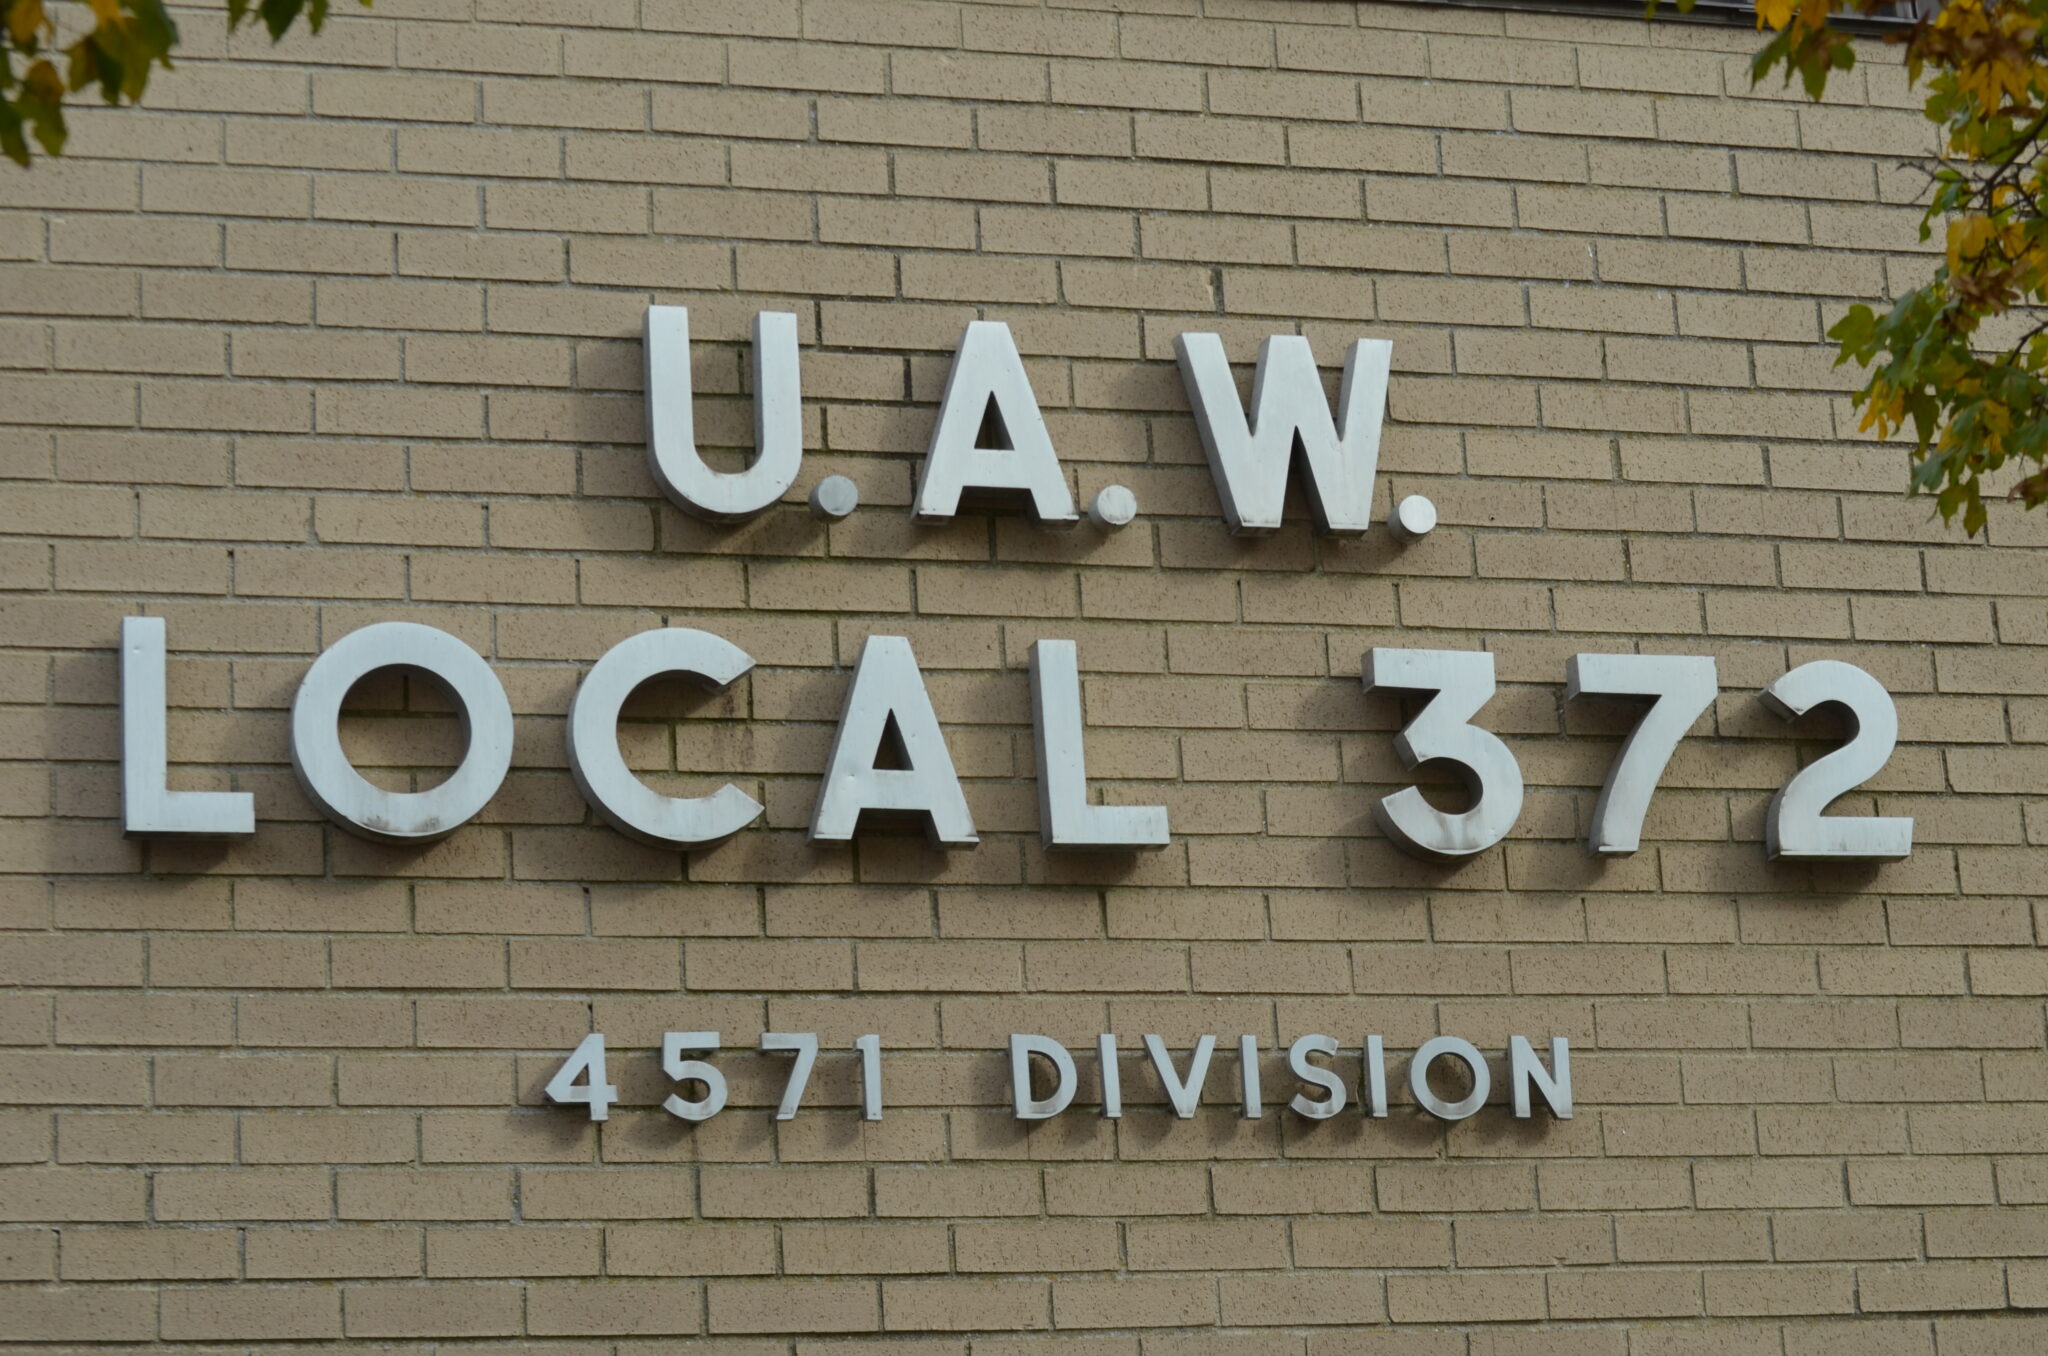 U.A.W.
LOCAL 372
4571 DIVISION